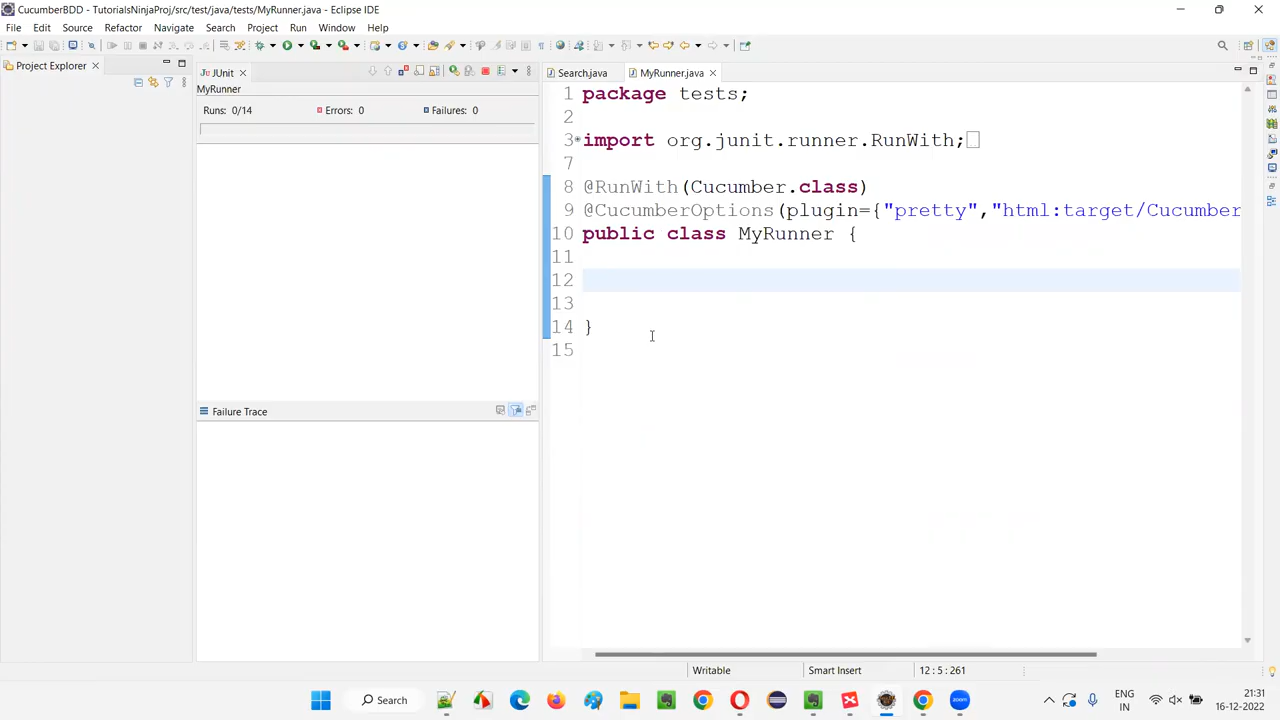 CucumberBDD - TutorialsNinjaProj/src/test/java/tests/MyRunner.java - Eclipse IDE
File Edit Source Refactor Navigate Search Project Run Window Help
Project Explorer
JUnit
MyRunner
Runs: 0/14 Errors: 0 Failures: 0
Failure Trace
Search.java MyRunner.java
1 package tests;
2
3 import org.junit.runner.RunWith;
7
8 @RunWith(Cucumber.class)
9 @CucumberOptions(plugin={"pretty","html:target/Cucumber
10 public class MyRunner {
11
12
13
14 }
15
Writable Smart Insert 12 : 5 : 261
Search
ENG
IN
21:31
16-12-2022